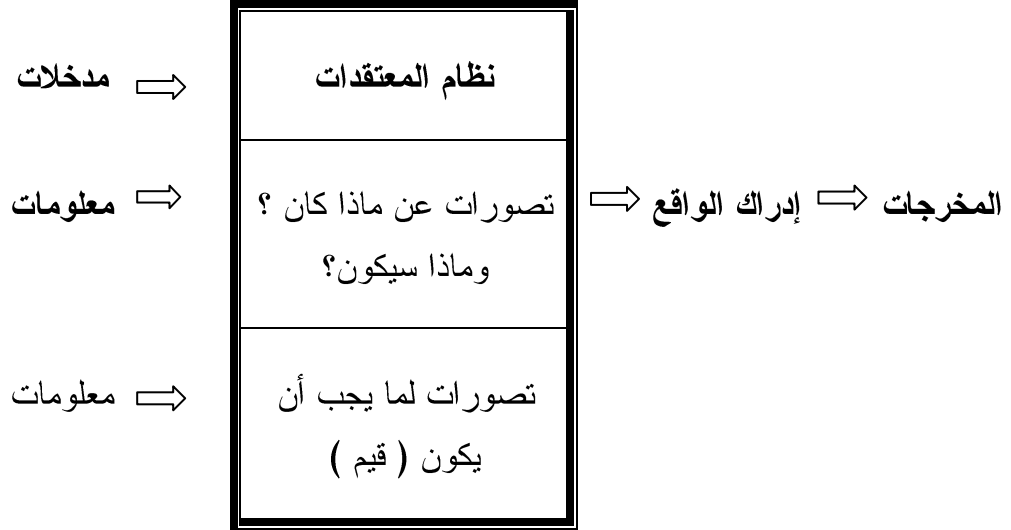 مدخلات
نظام المعتقدات
معلومات
تصورات عن ماذا كان ؟
وماذا سيكون؟
إدراك الواقع
المخرجات
معلومات
تصورات لما يجب أن
يكون ( قيم )